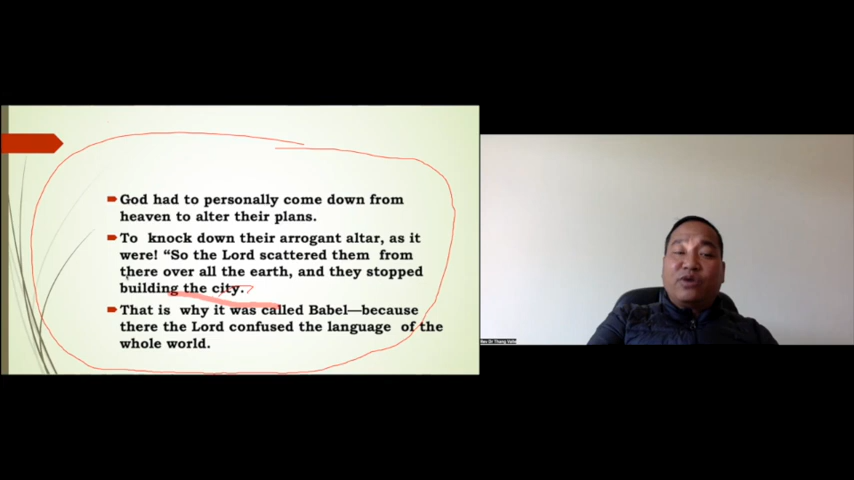 God had to personally come down from
heaven to alter their plans.
To knock down their arrogant altar, as it
were! “So the Lord scattered them from
there over all the earth, and they stopped
building the city.
That is why it was called Babel—because
there the Lord confused the language of the
whole world.